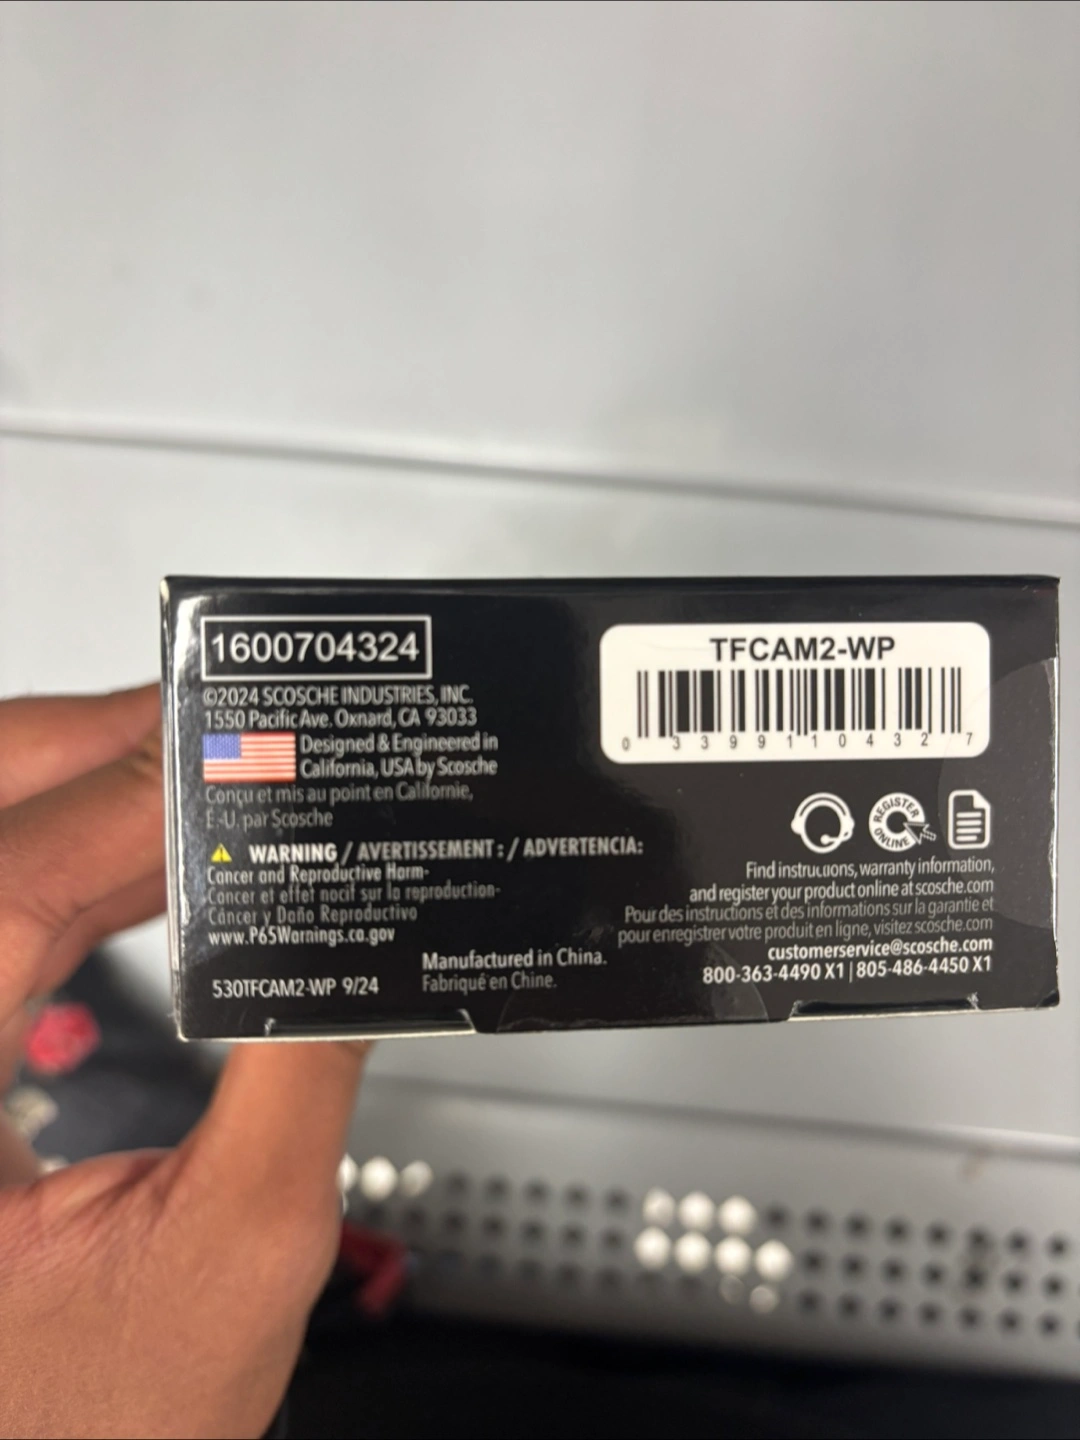 1600704324
©2024 SCOSCHE INDUSTRIES, INC.
1550 Pacific Ave. Oxnard, CA 93033
Designed & Engineered in
California, USA by Scosche
Conçu et mis au point en Californie,
É.-U. par Scosche
WARNING / AVERTISSEMENT : / ADVERTENCIA:
Cancer and Reproductive Harm-
Cancer et effet nocif sur la reproduction-
Cáncer y Daño Reproductivo
www.P65Warnings.ca.gov
530TFCAM2-WP 9/24
Manufactured in China.
Fabriqué en Chine.
TFCAM2-WP
0 33991 10432 7
REGISTER
ONLINE
Find instructions, warranty information,
and register your product online at scosche.com
Pour des instructions et des informations sur la garantie et
pour enregistrer votre produit en ligne, visitez scosche.com
customerservice@scosche.com
800-363-4490 X1 | 805-486-4450 X1